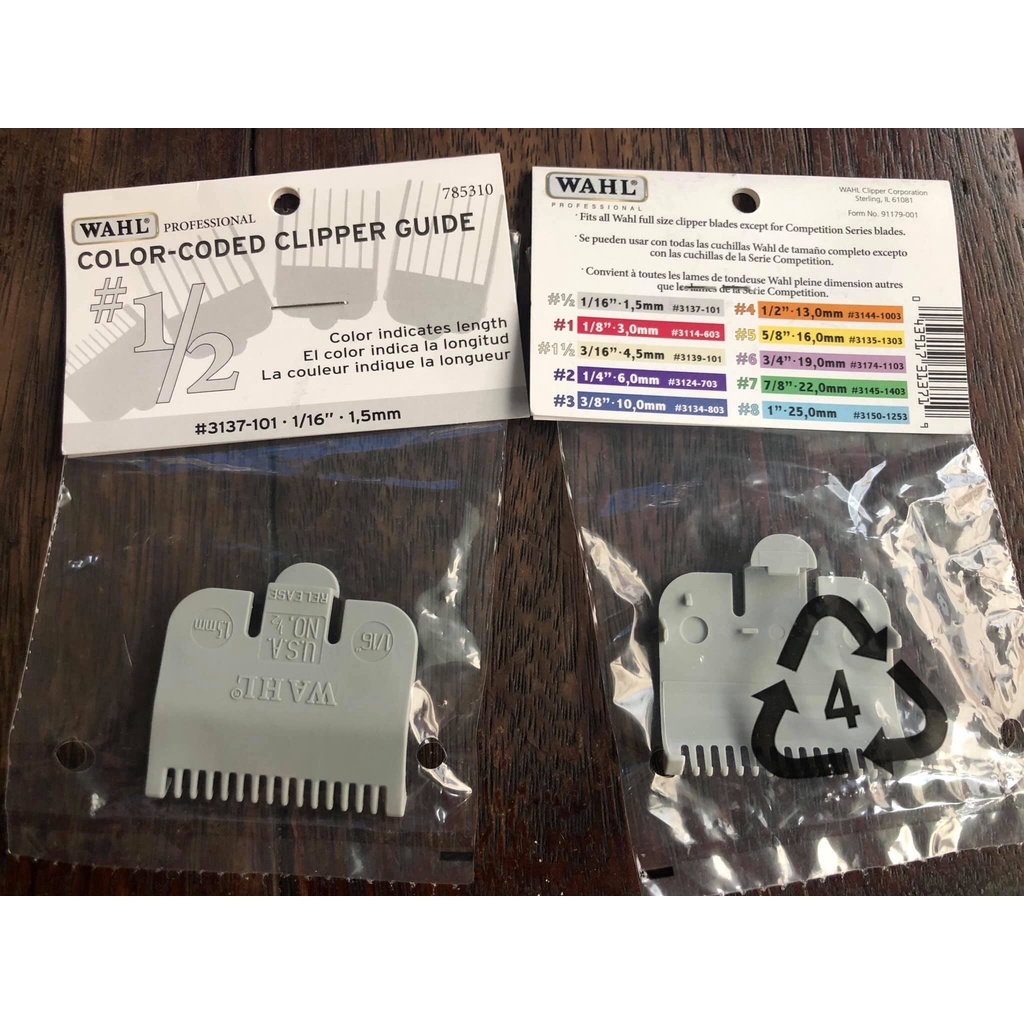 785310
WAHL® PROFESSIONAL
COLOR-CODED CLIPPER GUIDE
#1/2
Color indicates length
El color indica la longitud
La couleur indique la longueur
#3137-101 · 1/16" · 1,5mm
RELEASE
NO. ½
U.S.A
1/16"
1.5mm
WAHL®
WAHL®
PROFESSIONAL
WAHL Clipper Corporation
Sterling, IL 61081
Form No. 91179-001
· Fits all Wahl full size clipper blades except for Competition Series blades.
· Se pueden usar con todas las cuchillas Wahl de tamaño completo excepto
con las cuchillas de la Serie Competition.
· Convient à toutes les lames de tondeuse Wahl pleine dimension autres
que les lames de la Serie Competition.
#½ 1/16"·1,5mm #3137-101
#1 1/8"·3,0mm #3114-603
#1½ 3/16"·4,5mm #3139-101
#2 1/4"·6,0mm #3124-703
#3 3/8"·10,0mm #3134-803
#4 1/2"·13,0mm #3144-1003
#5 5/8"·16,0mm #3135-1303
#6 3/4"·19,0mm #3174-1103
#7 7/8"·22,0mm #3145-1403
#8 1"·25,0mm #3150-1253
0 43917 31371 9
4